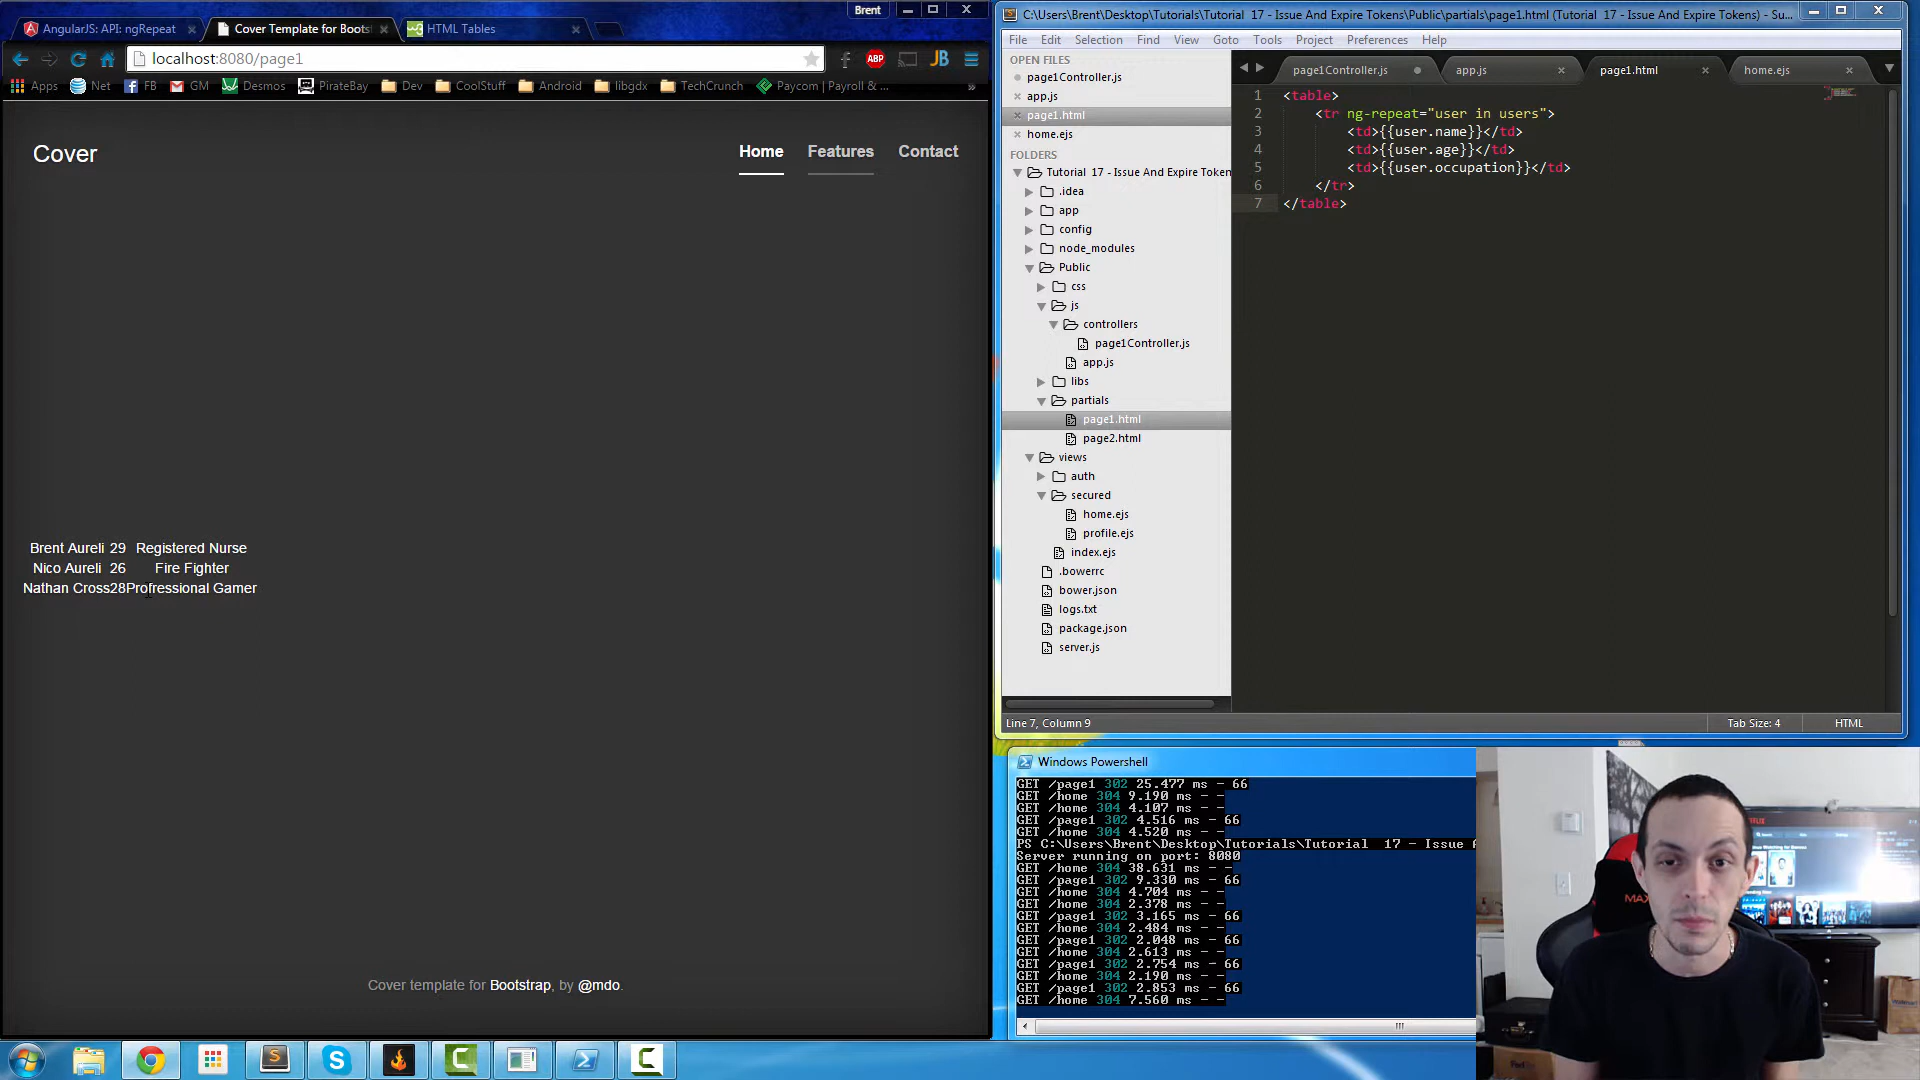 Brent
AngularJS: API: ngRepeat
Cover Template for Boots
HTML Tables
localhost:8080/page1
ABP
JB
Apps
Net
FB
GM
Desmos
PirateBay
Dev
CoolStuff
Android
libgdx
TechCrunch
Paycom | Payroll & ...
»
Cover
Home
Features
Contact
Brent Aureli 29 Registered Nurse
Nico Aureli 26 Fire Fighter
Nathan Cross28Profressional Gamer
Cover template for Bootstrap, by @mdo.
C:\Users\Brent\Desktop\Tutorials\Tutorial 17 - Issue And Expire Tokens\Public\partials\page1.html (Tutorial 17 - Issue And Expire Tokens) - Su...
File Edit Selection Find View Goto Tools Project Preferences Help
OPEN FILES
page1Controller.js
app.js
page1.html
home.ejs
FOLDERS
Tutorial 17 - Issue And Expire Token
.idea
app
config
node_modules
Public
css
js
controllers
page1Controller.js
app.js
libs
partials
page1.html
page2.html
views
auth
secured
home.ejs
profile.ejs
index.ejs
.bowerrc
bower.json
logs.txt
package.json
server.js
page1Controller.js
app.js
page1.html
home.ejs
1 <table>
2 <tr ng-repeat="user in users">
3 <td>{{user.name}}</td>
4 <td>{{user.age}}</td>
5 <td>{{user.occupation}}</td>
6 </tr>
7 </table>
Line 7, Column 9
Tab Size: 4
HTML
Windows Powershell
GET /page1 302 25.477 ms - 66
GET /home 304 9.190 ms - -
GET /home 304 4.107 ms - -
GET /page1 302 4.516 ms - 66
GET /home 304 4.520 ms - -
PS C:\Users\Brent\Desktop\Tutorials\Tutorial 17 - Issue A
Server running on port: 8080
GET /home 304 38.631 ms - -
GET /page1 302 9.330 ms - 66
GET /home 304 4.704 ms - -
GET /home 304 2.378 ms - -
GET /page1 302 3.165 ms - 66
GET /home 304 2.484 ms - -
GET /page1 302 2.048 ms - 66
GET /home 304 2.613 ms - -
GET /page1 302 2.754 ms - 66
GET /home 304 2.190 ms - -
GET /page1 302 2.853 ms - 66
GET /home 304 7.560 ms - -